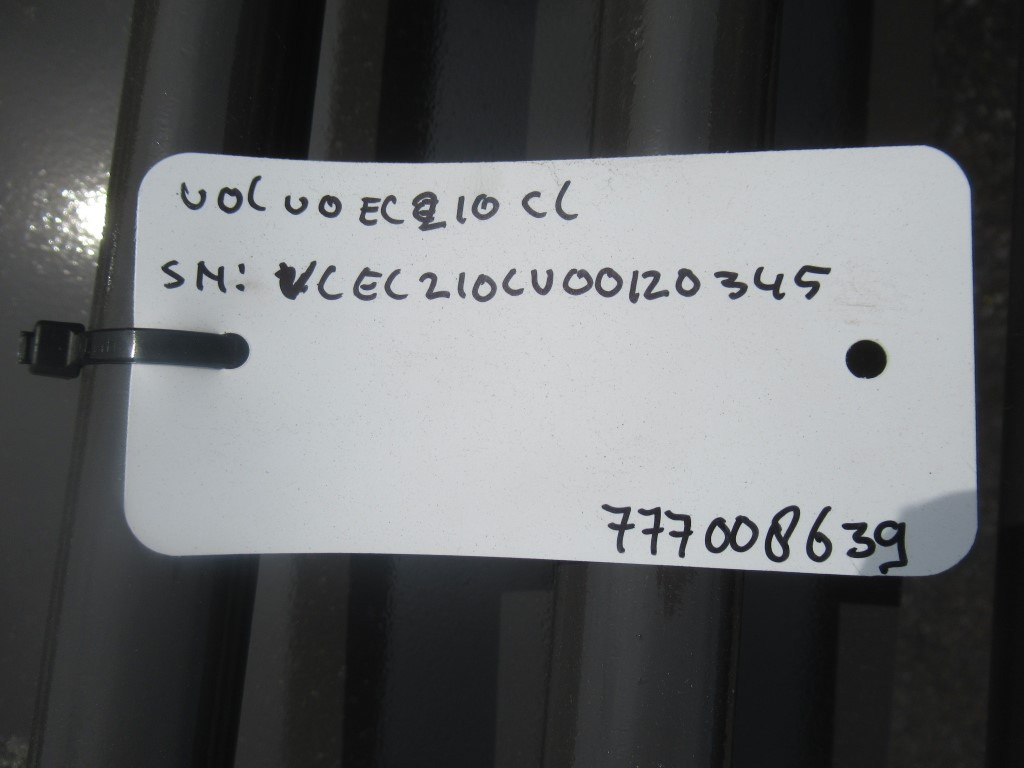 VOLVO EC210 CL
SN: VCEC210CV00120345
777008639